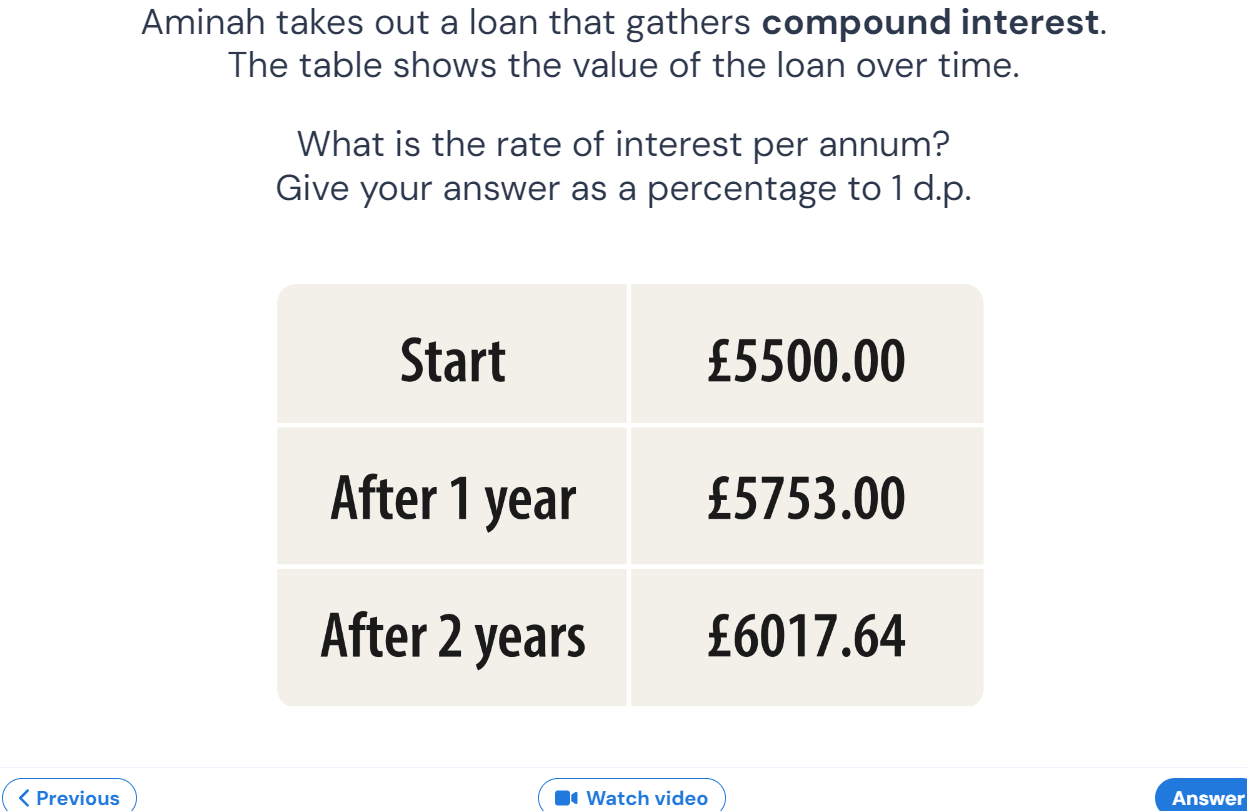 Aminah takes out a loan that gathers compound interest.
The table shows the value of the loan over time.
What is the rate of interest per annum?
Give your answer as a percentage to 1 d.p.
Start £5500.00
After 1 year £5753.00
After 2 years £6017.64
Previous Watch video Answer